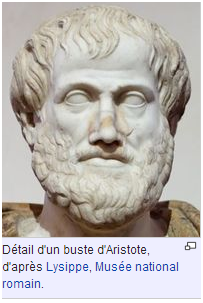 Détail d'un buste d'Aristote,
d'après Lysippe, Musée national
romain.